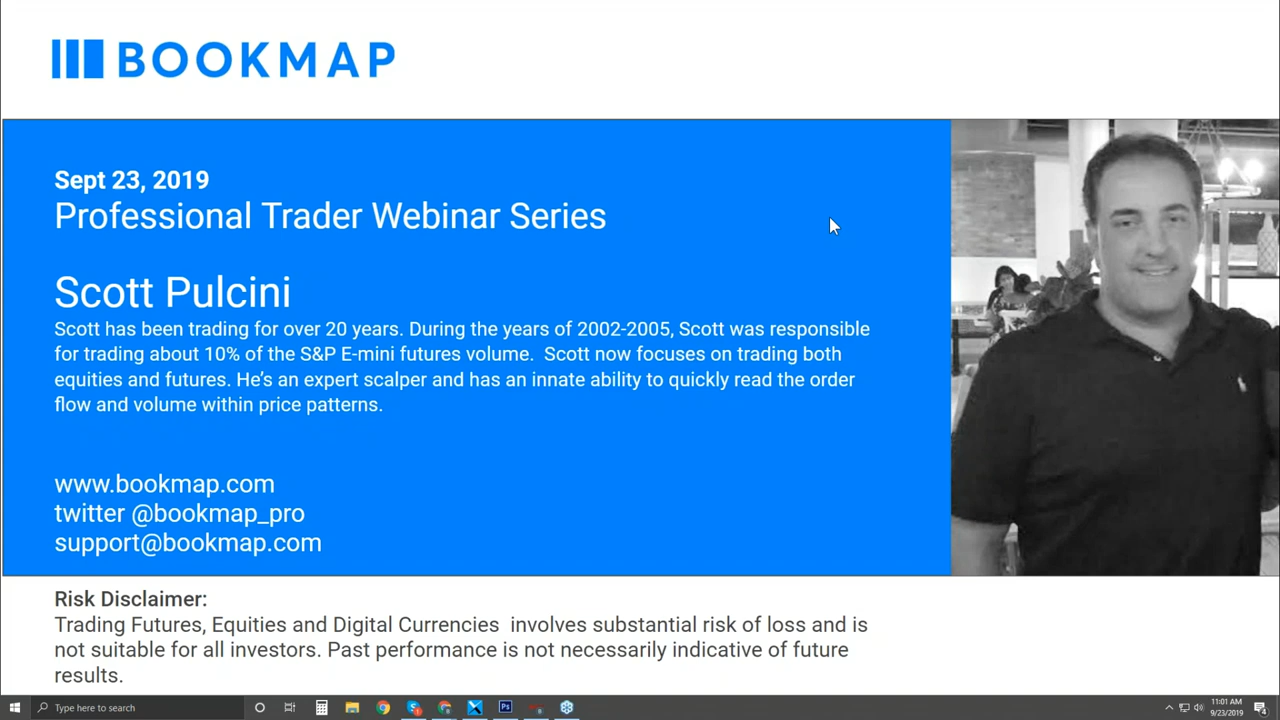 BOOKMAP
Sept 23, 2019
Professional Trader Webinar Series
Scott Pulcini
Scott has been trading for over 20 years. During the years of 2002-2005, Scott was responsible
for trading about 10% of the S&P E-mini futures volume.  Scott now focuses on trading both
equities and futures. He’s an expert scalper and has an innate ability to quickly read the order
flow and volume within price patterns.
www.bookmap.com
twitter @bookmap_pro
support@bookmap.com
Risk Disclaimer:
Trading Futures, Equities and Digital Currencies  involves substantial risk of loss and is
not suitable for all investors. Past performance is not necessarily indicative of future
results.
Type here to search
Ps
11:01 AM
9/23/2019
4